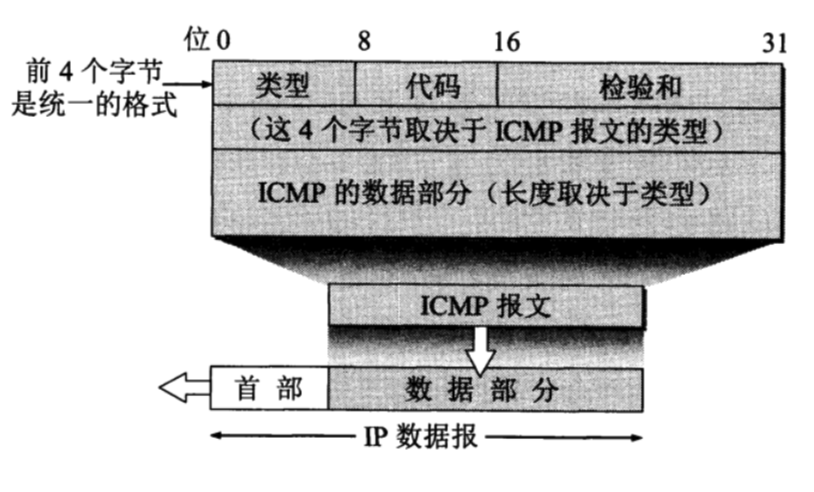 位 0 8 16 31
前 4 个字节
是统一的格式
类型 代码 检验和
（这 4 个字节取决于 ICMP 报文的类型）
ICMP 的数据部分（长度取决于类型）
ICMP 报文
首 部 数 据 部 分
IP 数据报